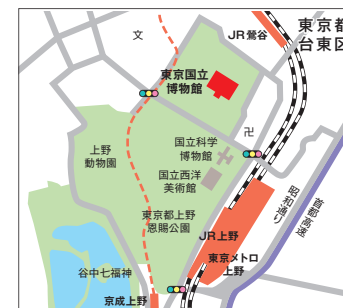 文
JR鶯谷
東京都
台東区
東京国立
博物館
上野
動物園
国立科学
博物館
卍
国立西洋
美術館
東京都上野
恩賜公園
昭和通り
首都高速
JR上野
東京メトロ
上野
谷中七福神
京成上野